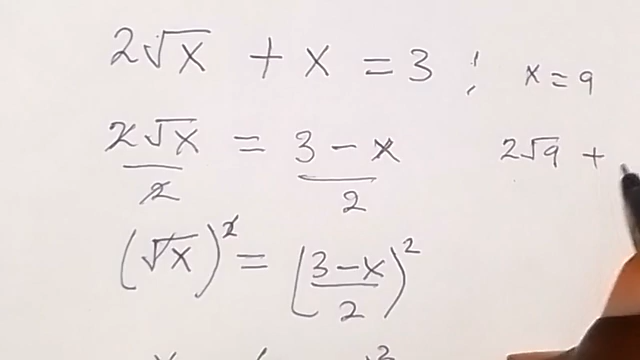 2√x + x = 3 ; x = 9
2√x/2 = 3 - x/2 2√9 +
(√x)² = (3-x/2)²